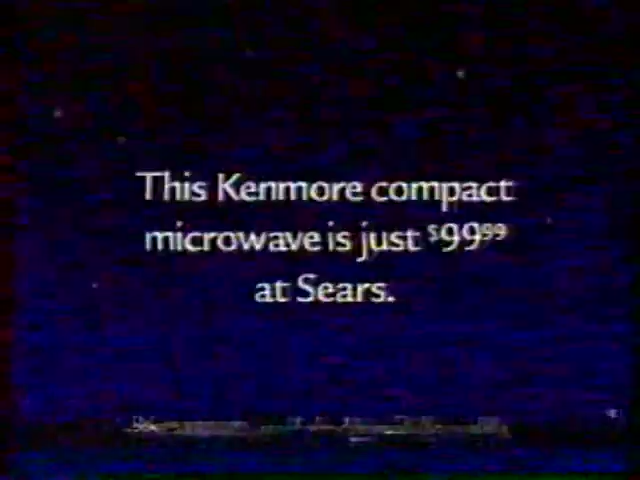 This Kenmore compact
microwave is just $99⁹⁹
at Sears.